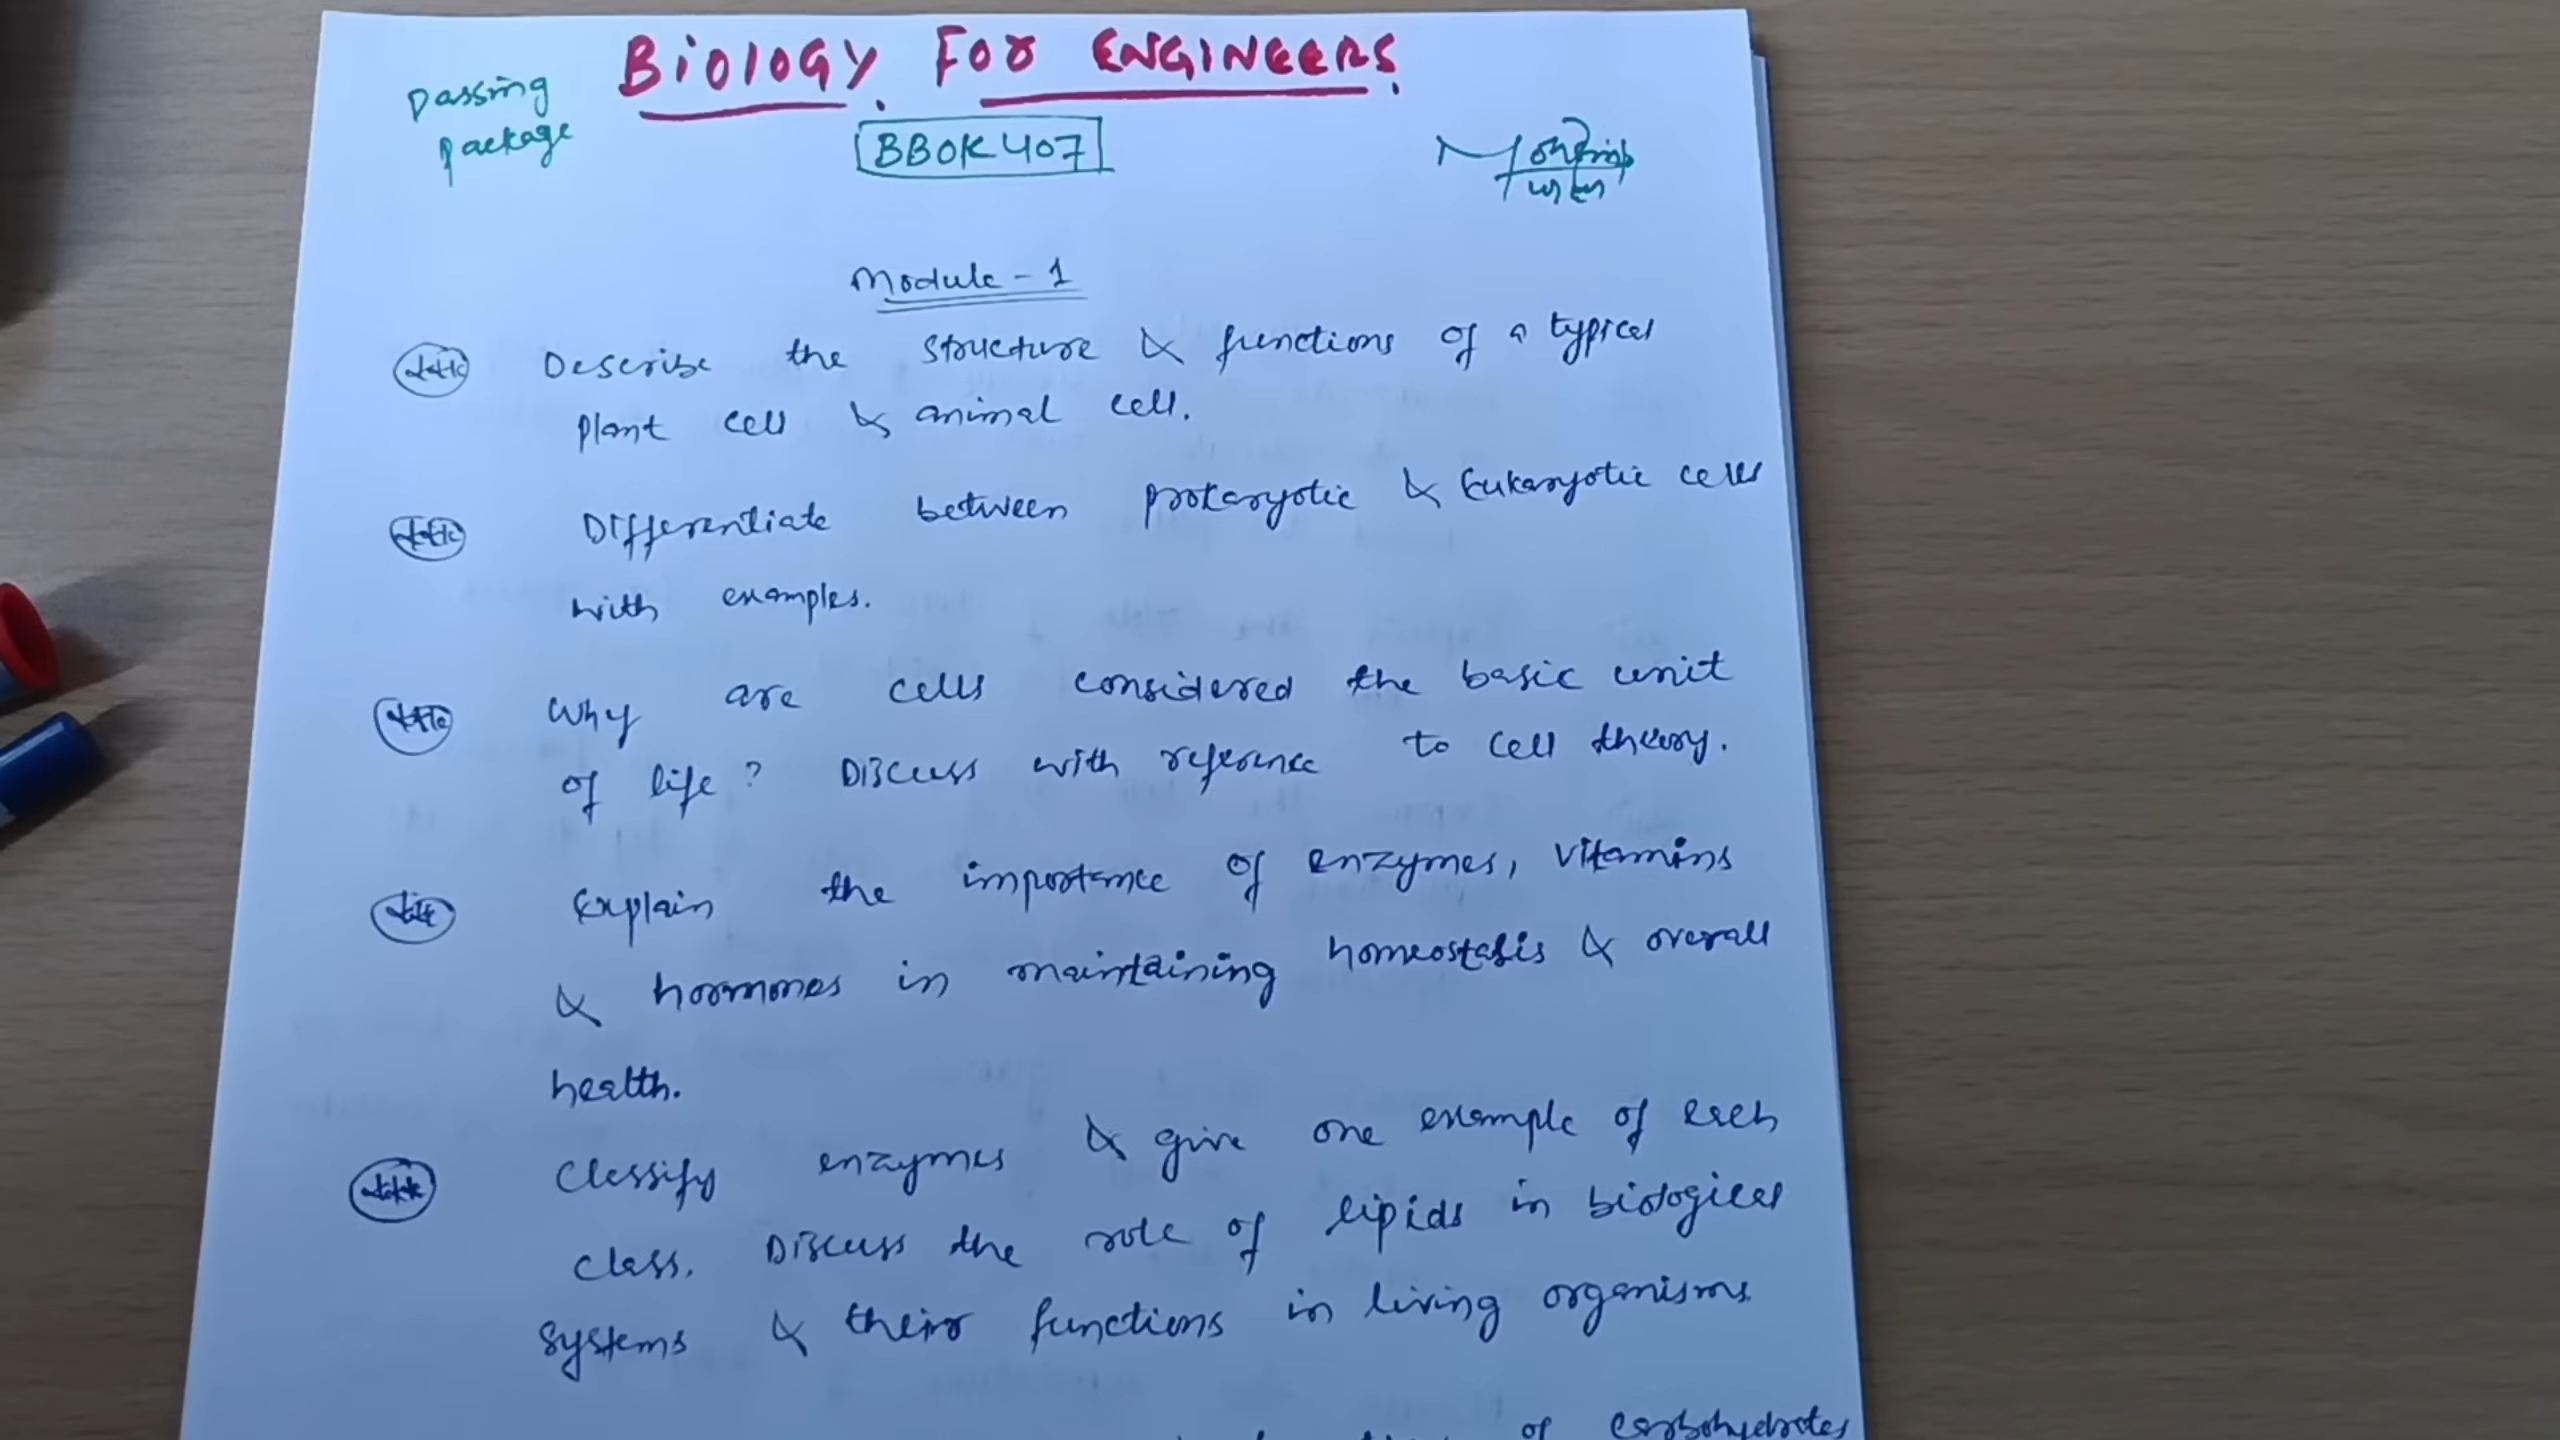 BiOlOGY FOR ENGINEERS.
passing
package
BBOK407
Module - 1
Describe the structure & functions of a typical
plant cell & animal cell.
Differentiate between prokaryotic & Eukaryotic cells
with examples.
Why are cells considered the basic unit
of life? Discuss with reference to cell theory.
Explain the importance of enzymes, vitamins
& hormones in maintaining homeostasis & overall
health.
Classify enzymes & give one example of each
class. Discuss the role of lipids in biological
systems & their functions in living organisms.
of carbohydrates